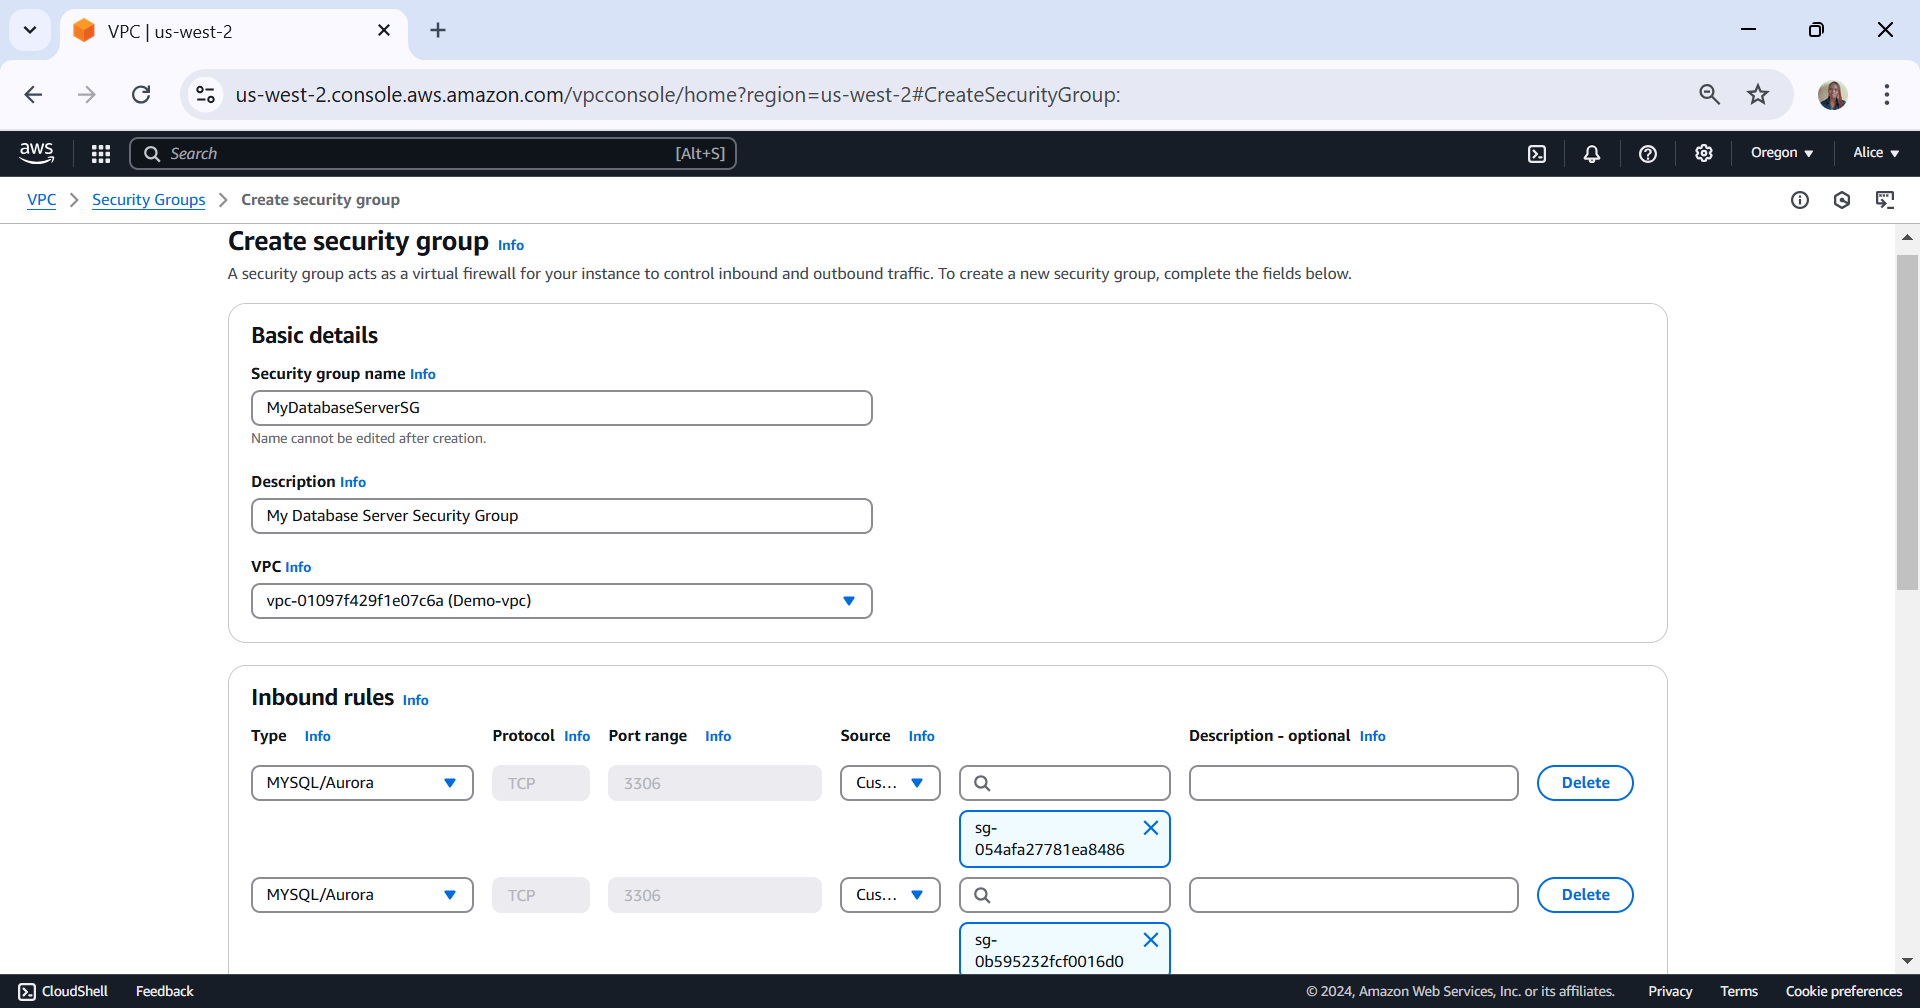 VPC | us-west-2
us-west-2.console.aws.amazon.com/vpcconsole/home?region=us-west-2#CreateSecurityGroup:
aws
Search [Alt+S] Oregon Alice
VPC Security Groups Create security group
Create security group Info
A security group acts as a virtual firewall for your instance to control inbound and outbound traffic. To create a new security group, complete the fields below.
Basic details
Security group name Info
MyDatabaseServerSG
Name cannot be edited after creation.
Description Info
My Database Server Security Group
VPC Info
vpc-01097f429f1e07c6a (Demo-vpc)
Inbound rules Info
Type Info Protocol Info Port range Info Source Info Description - optional Info
MYSQL/Aurora TCP 3306 Cus... Delete
sg-
054afa27781ea8486
MYSQL/Aurora TCP 3306 Cus... Delete
sg-
0b595232fcf0016d0
CloudShell Feedback © 2024, Amazon Web Services, Inc. or its affiliates. Privacy Terms Cookie preferences